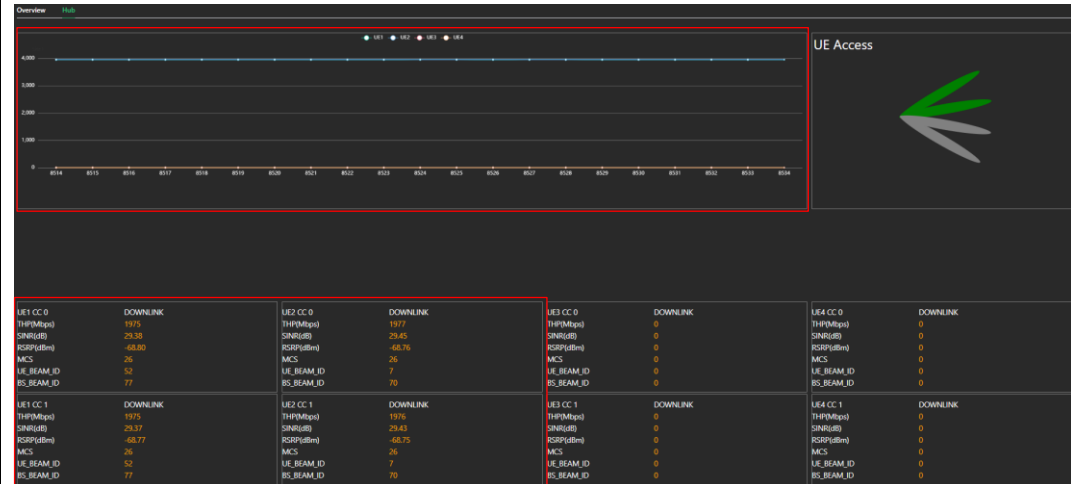 Overview Hub
UE1 UE2 UE3 UE4
UE Access
4,000
3,000
2,000
1,000
0
8514 8515 8516 8517 8518 8519 8520 8521 8522 8523 8524 8525 8526 8527 8528 8529 8530 8531 8532 8533 8534
UE1 CC 0 DOWNLINK UE2 CC 0 DOWNLINK UE3 CC 0 DOWNLINK UE4 CC 0 DOWNLINK
THP(Mbps) 1975 THP(Mbps) 1977 THP(Mbps) 0 THP(Mbps) 0
SINR(dB) 29.38 SINR(dB) 29.45 SINR(dB) 0 SINR(dB) 0
RSRP(dBm) -68.80 RSRP(dBm) -68.76 RSRP(dBm) 0 RSRP(dBm) 0
MCS 26 MCS 26 MCS 0 MCS 0
UE_BEAM_ID 52 UE_BEAM_ID 7 UE_BEAM_ID 0 UE_BEAM_ID 0
BS_BEAM_ID 77 BS_BEAM_ID 70 BS_BEAM_ID 0 BS_BEAM_ID 0
UE1 CC 1 DOWNLINK UE2 CC 1 DOWNLINK UE3 CC 1 DOWNLINK UE4 CC 1 DOWNLINK
THP(Mbps) 1975 THP(Mbps) 1976 THP(Mbps) 0 THP(Mbps) 0
SINR(dB) 29.37 SINR(dB) 29.43 SINR(dB) 0 SINR(dB) 0
RSRP(dBm) -68.77 RSRP(dBm) -68.75 RSRP(dBm) 0 RSRP(dBm) 0
MCS 26 MCS 26 MCS 0 MCS 0
UE_BEAM_ID 52 UE_BEAM_ID 7 UE_BEAM_ID 0 UE_BEAM_ID 0
BS_BEAM_ID 77 BS_BEAM_ID 70 BS_BEAM_ID 0 BS_BEAM_ID 0